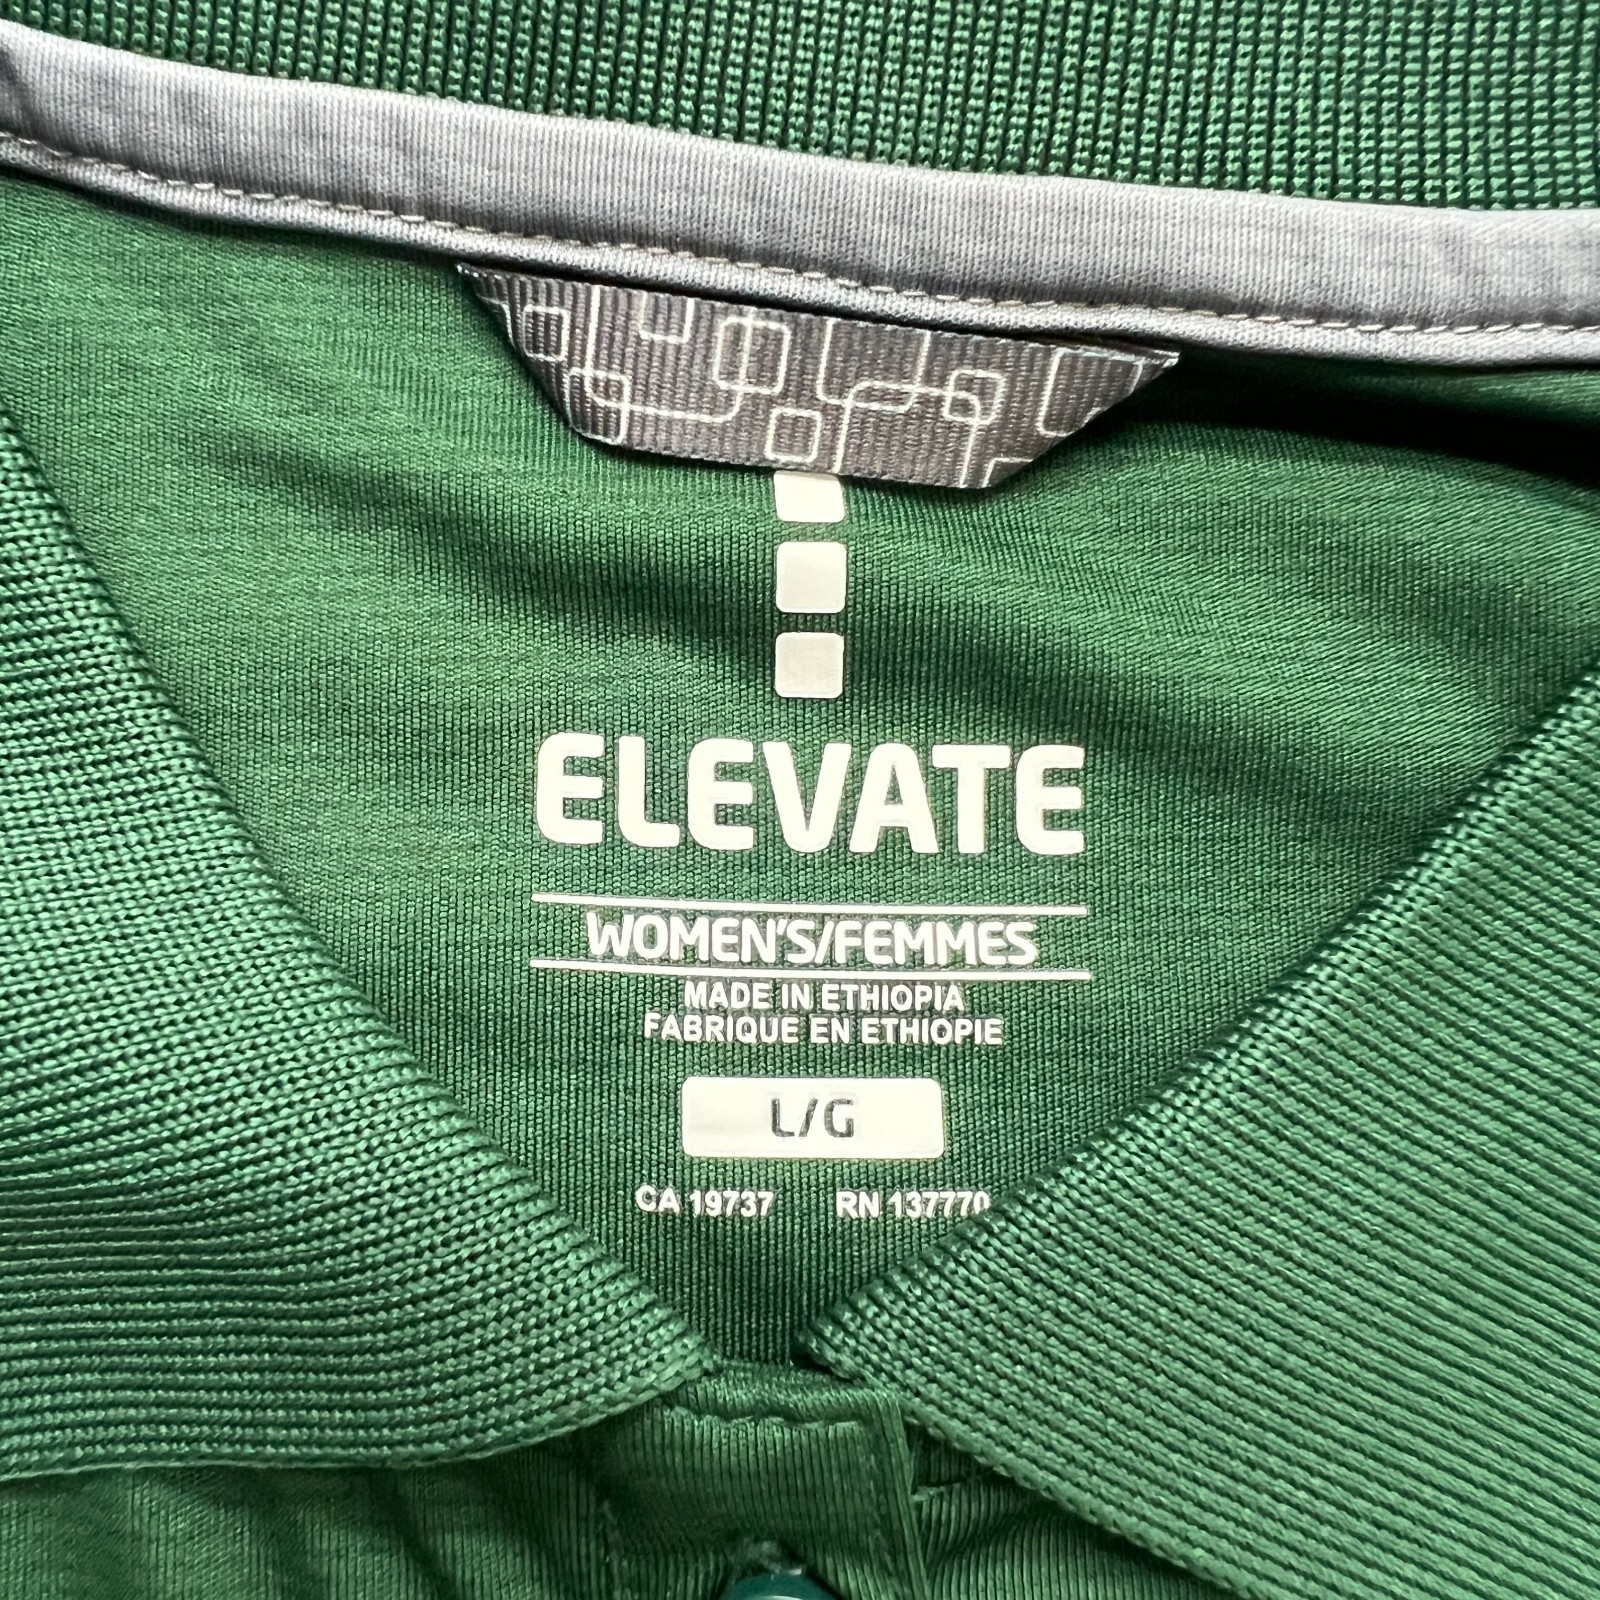 ELEVATE
WOMEN'S/FEMMES
MADE IN ETHIOPIA
FABRIQUE EN ETHIOPIE
L/G
CA 19737 RN 137770